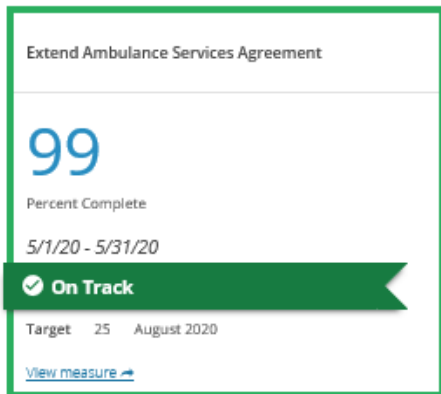 Extend Ambulance Services Agreement
99
Percent Complete
5/1/20 - 5/31/20
On Track
Target 25 August 2020
View measure